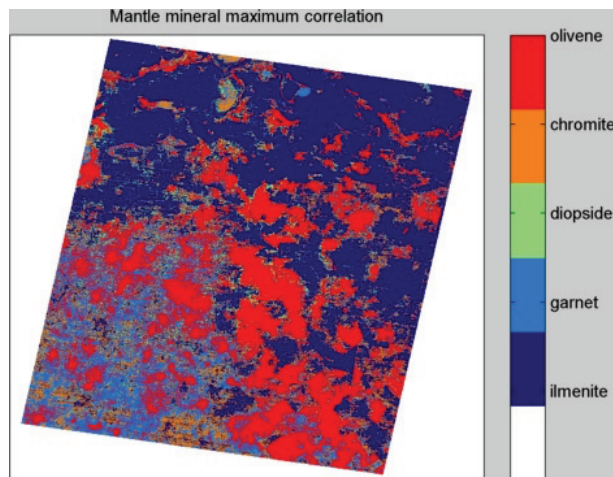 Mantle mineral maximum correlation
olivene
chromite
diopside
garnet
ilmenite